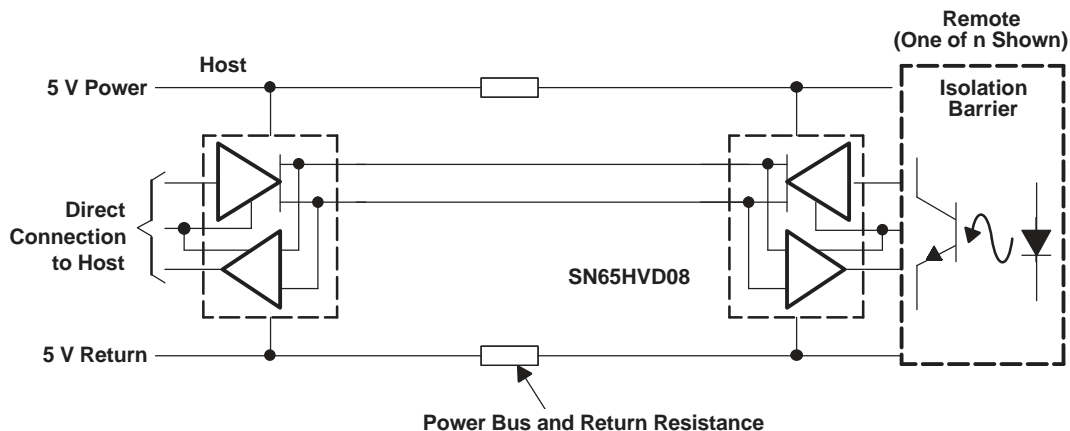 Remote
(One of n Shown)
Host
5 V Power
Isolation
Barrier
Direct
Connection
to Host
SN65HVD08
5 V Return
Power Bus and Return Resistance